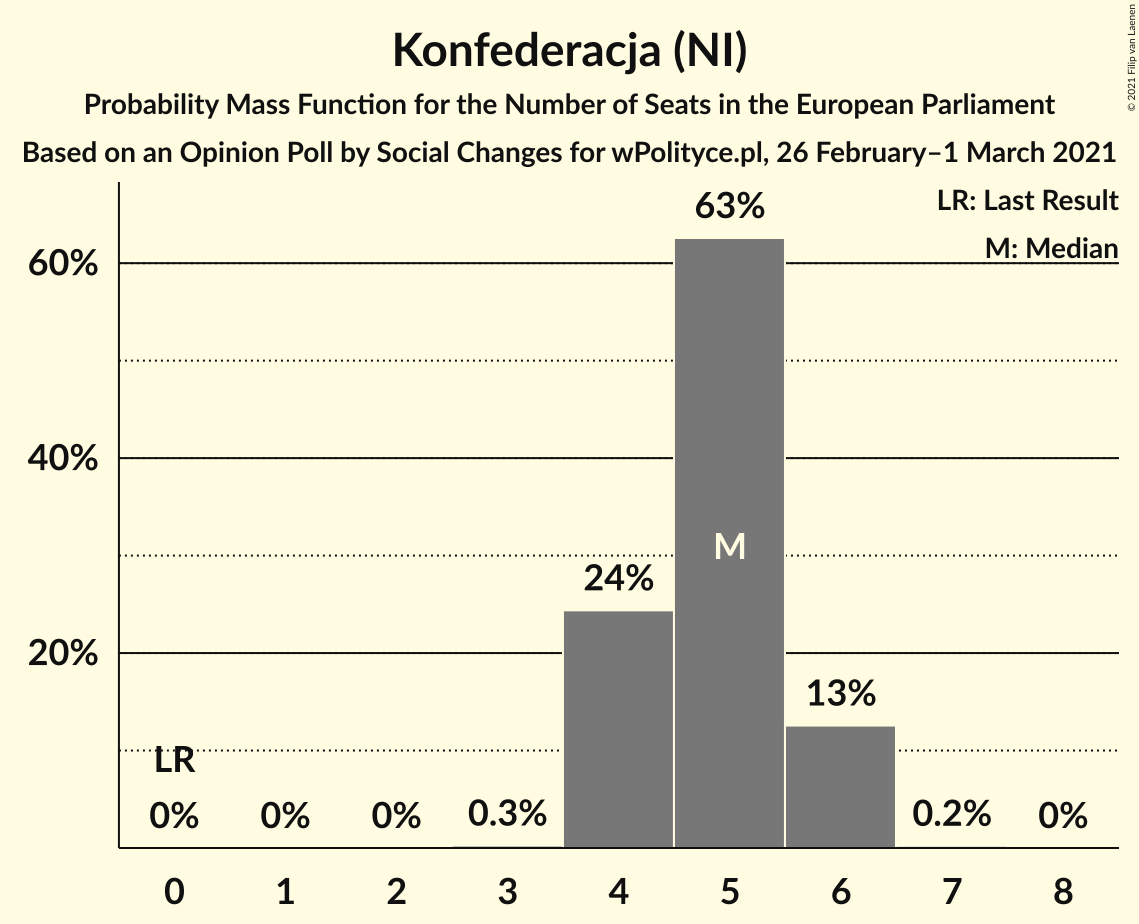 Konfederacja (NI)
Probability Mass Function for the Number of Seats in the European Parliament
Based on an Opinion Poll by Social Changes for wPolityce.pl, 26 February–1 March 2021
© 2021 Filip van Laenen
LR: Last Result
M: Median
60%
40%
20%
63%
M
24%
13%
LR
0%
0%
0%
0.3%
0.2%
0%
0 1 2 3 4 5 6 7 8